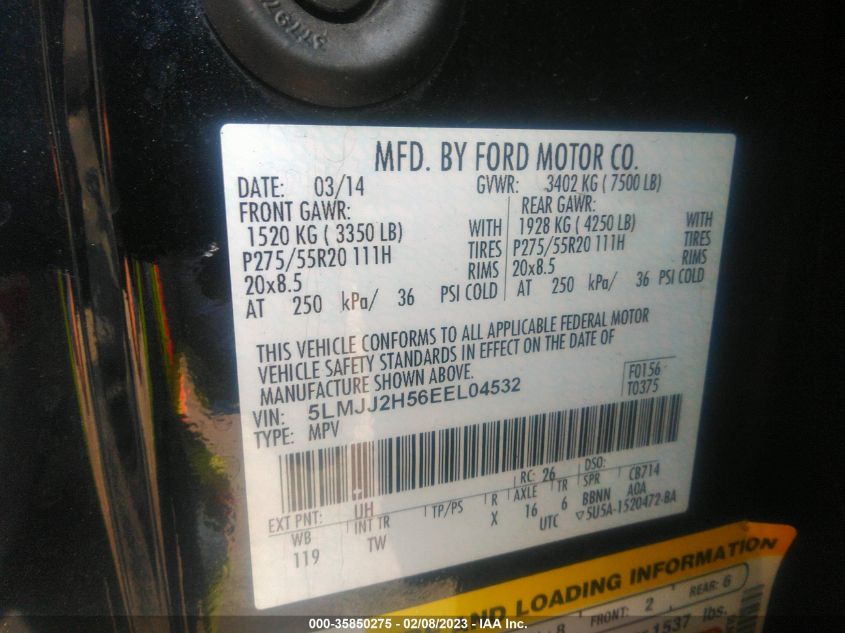 MFD. BY FORD MOTOR CO.
DATE: 03/14 GVWR: 3402 KG ( 7500 LB)
FRONT GAWR: REAR GAWR:
1520 KG ( 3350 LB) WITH 1928 KG ( 4250 LB) WITH
P275/55R20 111H TIRES P275/55R20 111H TIRES
20x8.5 RIMS 20x8.5 RIMS
AT 250 kPa/ 36 PSI COLD AT 250 kPa/ 36 PSI COLD
THIS VEHICLE CONFORMS TO ALL APPLICABLE FEDERAL MOTOR
VEHICLE SAFETY STANDARDS IN EFFECT ON THE DATE OF
MANUFACTURE SHOWN ABOVE.
F0156
VIN: 5LMJJ2H56EEL04532 T0375
TYPE: MPV
EXT PNT: UH RC: 26 DSO:
WB INT TR TP/PS R AXLE TR SPR CB714
119 TW X 16 6 BBNN A0A
UTC ▽5U5A-1520472-BA
AND LOADING INFORMATION
FRONT: 2 REAR: 6
1537 lbs.
000-35850275 - 02/08/2023 - IAA Inc.